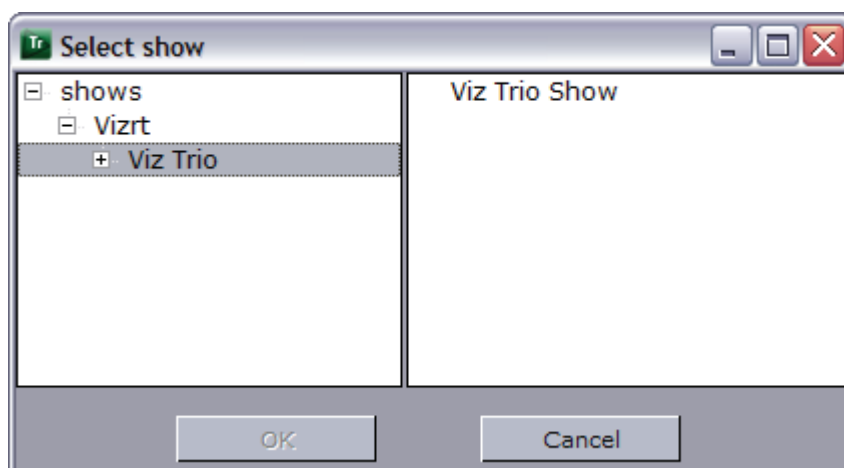 Tr Select show
shows
Vizrt
Viz Trio
Viz Trio Show
OK
Cancel